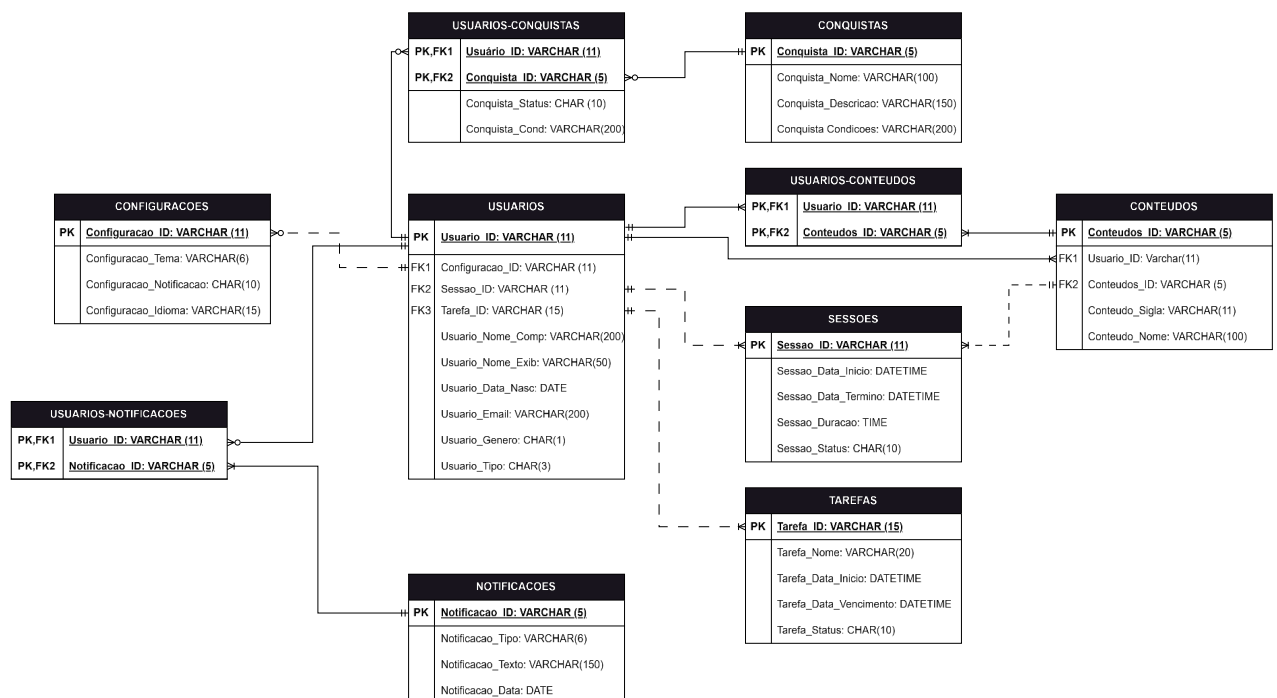 USUARIOS-CONQUISTAS
PK,FK1 Usuário_ID: VARCHAR (11)
PK,FK2 Conquista_ID: VARCHAR (5)
Conquista_Status: CHAR (10)
Conquista_Cond: VARCHAR(200)
CONQUISTAS
PK Conquista_ID: VARCHAR (5)
Conquista_Nome: VARCHAR(100)
Conquista_Descricao: VARCHAR(150)
Conquista Condicoes: VARCHAR(200)
CONFIGURACOES
PK Configuracao_ID: VARCHAR (11)
Configuracao_Tema: VARCHAR(6)
Configuracao_Notificacao: CHAR(10)
Configuracao_Idioma: VARCHAR(15)
USUARIOS
PK Usuario_ID: VARCHAR (11)
FK1 Configuracao_ID: VARCHAR (11)
FK2 Sessao_ID: VARCHAR (11)
FK3 Tarefa_ID: VARCHAR (15)
Usuario_Nome_Comp: VARCHAR(200)
Usuario_Nome_Exib: VARCHAR(50)
Usuario_Data_Nasc: DATE
Usuario_Email: VARCHAR(200)
Usuario_Genero: CHAR(1)
Usuario_Tipo: CHAR(3)
USUARIOS-CONTEUDOS
PK,FK1 Usuario_ID: VARCHAR (11)
PK,FK2 Conteudos_ID: VARCHAR (5)
CONTEUDOS
PK Conteudos_ID: VARCHAR (5)
FK1 Usuario_ID: Varchar(11)
FK2 Conteudos_ID: VARCHAR (5)
Conteudo_Sigla: VARCHAR(11)
Conteudo_Nome: VARCHAR(100)
SESSOES
PK Sessao_ID: VARCHAR (11)
Sessao_Data_Inicio: DATETIME
Sessao_Data_Termino: DATETIME
Sessao_Duracao: TIME
Sessao_Status: CHAR(10)
USUARIOS-NOTIFICACOES
PK,FK1 Usuario_ID: VARCHAR (11)
PK,FK2 Notificacao_ID: VARCHAR (5)
TAREFAS
PK Tarefa_ID: VARCHAR (15)
Tarefa_Nome: VARCHAR(20)
Tarefa_Data_Inicio: DATETIME
Tarefa_Data_Vencimento: DATETIME
Tarefa_Status: CHAR(10)
NOTIFICACOES
PK Notificacao_ID: VARCHAR (5)
Notificacao_Tipo: VARCHAR(6)
Notificacao_Texto: VARCHAR(150)
Notificacao_Data: DATE